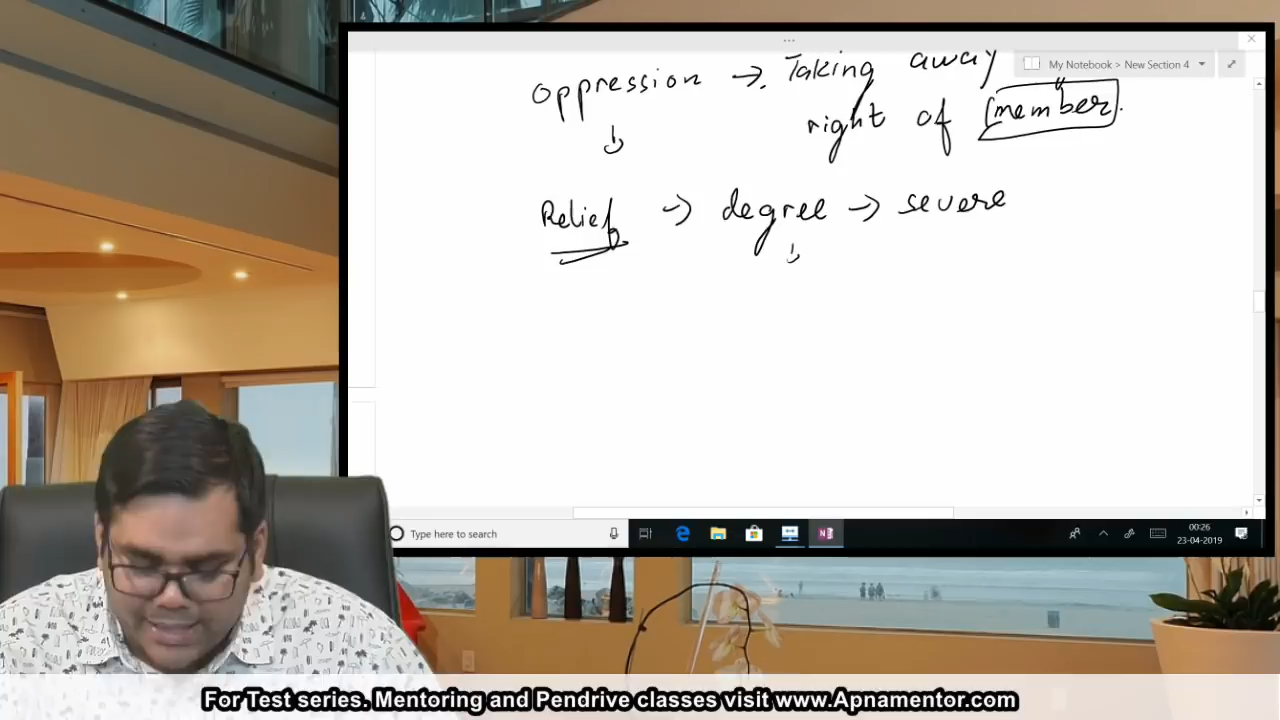 ...
My Notebook > New Section 4
oppression → Taking away
right of member.
Relief → degree → severe
Type here to search
N
00:26
23-04-2019
For Test series. Mentoring and Pendrive classes visit www.Apnamentor.com